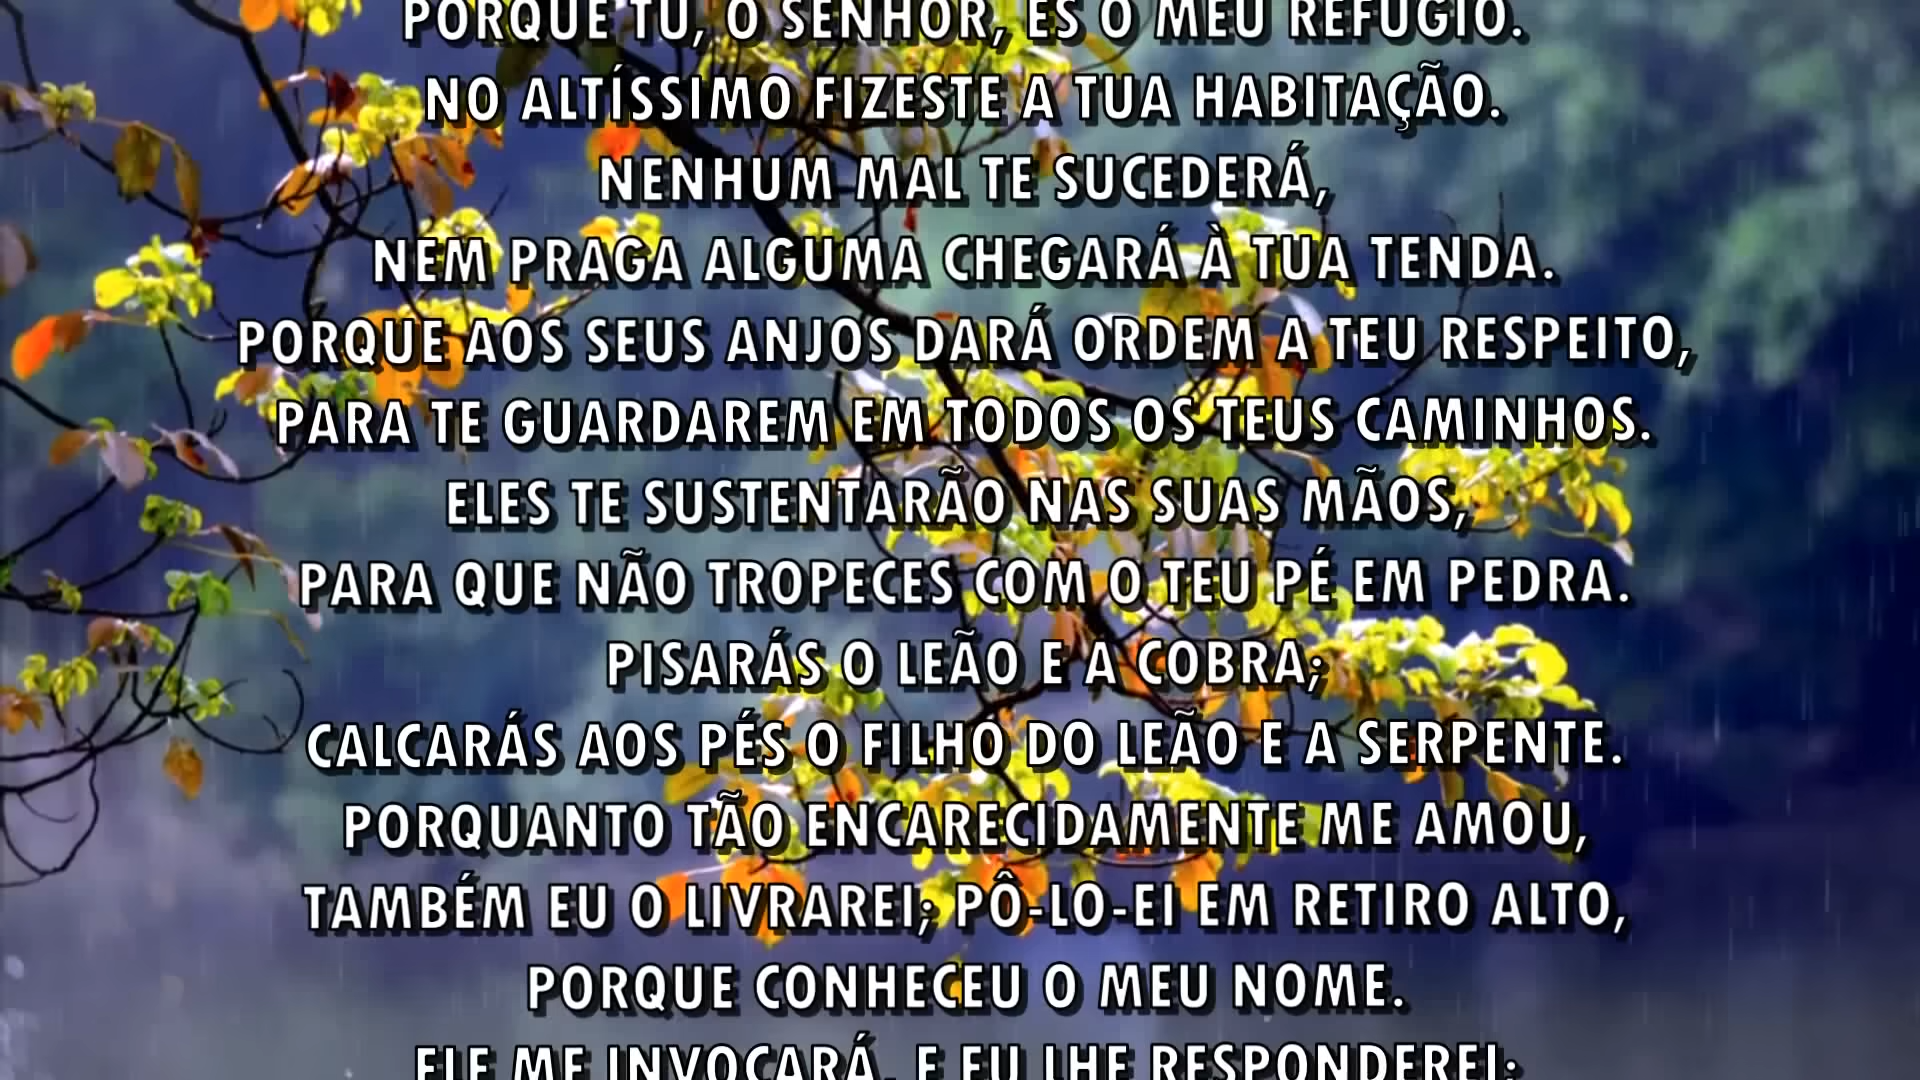 PORQUE TU, O SENHOR, ÉS O MEU REFÚGIO.
NO ALTÍSSIMO FIZESTE A TUA HABITAÇÃO.
NENHUM MAL TE SUCEDERÁ,
NEM PRAGA ALGUMA CHEGARÁ À TUA TENDA.
PORQUE AOS SEUS ANJOS DARÁ ORDEM A TEU RESPEITO,
PARA TE GUARDAREM EM TODOS OS TEUS CAMINHOS.
ELES TE SUSTENTARÃO NAS SUAS MÃOS,
PARA QUE NÃO TROPECES COM O TEU PÉ EM PEDRA.
PISARÁS O LEÃO E A COBRA;
CALCARÁS AOS PÉS O FILHO DO LEÃO E A SERPENTE.
PORQUANTO TÃO ENCARECIDAMENTE ME AMOU,
TAMBÉM EU O LIVRAREI; PÔ-LO-EI EM RETIRO ALTO,
PORQUE CONHECEU O MEU NOME.
ELE ME INVOCARÁ, E EU LHE RESPONDEREI;